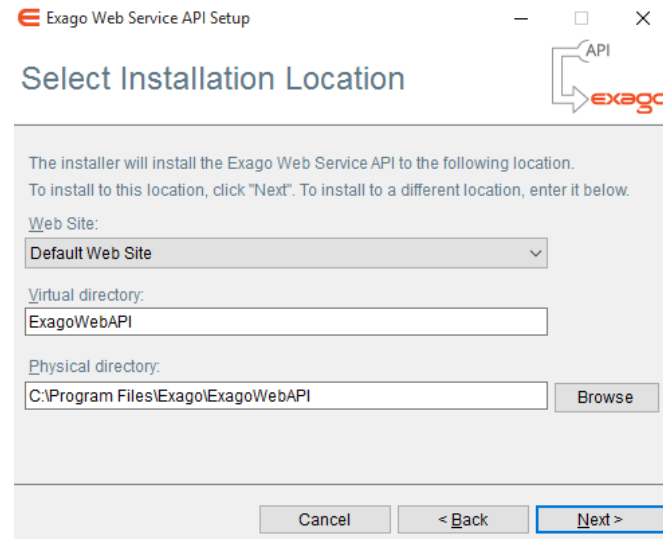 Exago Web Service API Setup
Select Installation Location
API
exago
The installer will install the Exago Web Service API to the following location.
To install to this location, click "Next". To install to a different location, enter it below.
Web Site:
Default Web Site
Virtual directory:
ExagoWebAPI
Physical directory:
C:\Program Files\Exago\ExagoWebAPI
Browse
Cancel
< Back
Next >